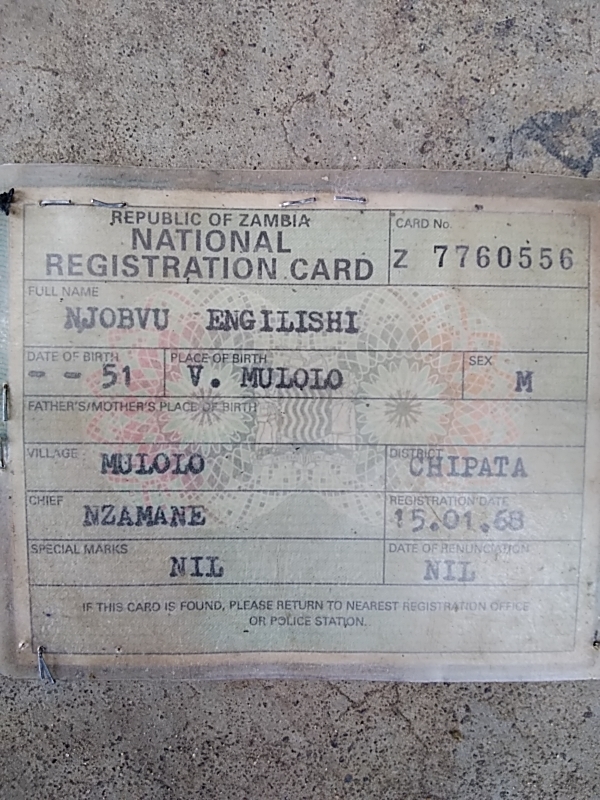 REPUBLIC OF ZAMBIA
NATIONAL
REGISTRATION CARD
CARD No.
Z 7760556
FULL NAME
NJOBVU ENGILISHI
DATE OF BIRTH
- - 51
PLACE OF BIRTH
V. MULOLO
SEX
M
FATHER'S/MOTHER'S PLACE OF BIRTH
VILLAGE
MULOLO
DISTRICT
CHIPATA
CHIEF
NZAMANE
REGISTRATION DATE
15.01.68
SPECIAL MARKS
NIL
DATE OF RENUNCIATION
NIL
IF THIS CARD IS FOUND, PLEASE RETURN TO NEAREST REGISTRATION OFFICE
OR POLICE STATION.